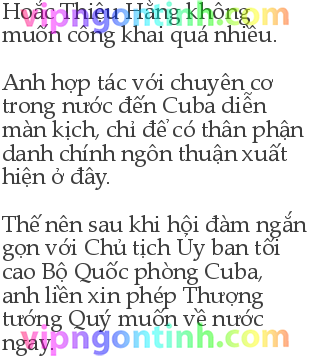 Hoắc Thiệu Hằng không
vipngontinh.com
muốn công khai quá nhiều.
Anh hợp tác với chuyên cơ
trong nước đến Cuba diễn
màn kịch, chỉ để có thân phận
danh chính ngôn thuận xuất
hiện ở đây.
Thế nên sau khi hội đàm ngắn
gọn với Chủ tịch Ủy ban tối
cao Bộ Quốc phòng Cuba,
anh liền xin phép Thượng
tướng Quý muốn về nước
vipngontinh.com
ngay.